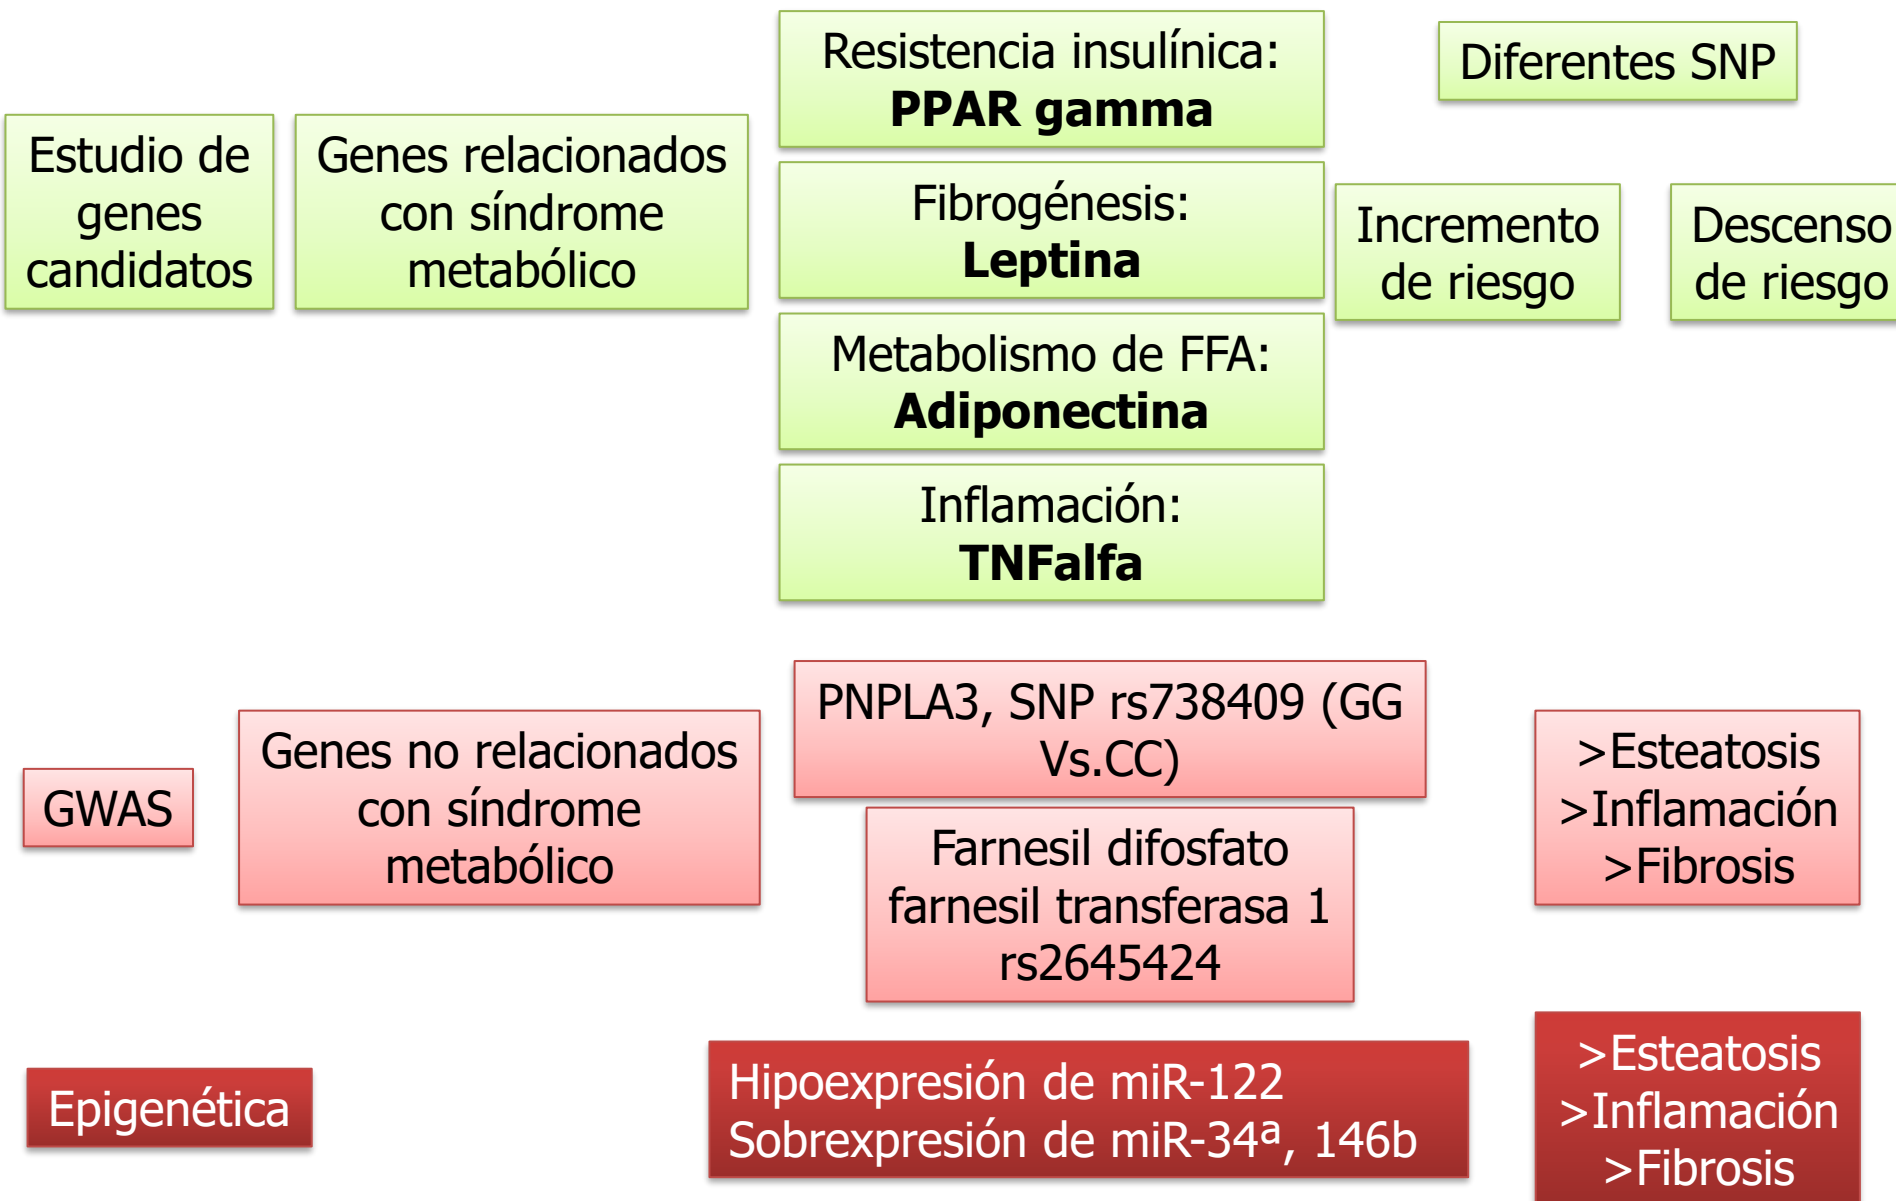 Estudio de
genes
candidatos
Genes relacionados
con síndrome
metabólico
Resistencia insulínica:
PPAR gamma
Fibrogénesis:
Leptina
Metabolismo de FFA:
Adiponectina
Inflamación:
TNFalfa
Diferentes SNP
Incremento
de riesgo
Descenso
de riesgo
GWAS
Genes no relacionados
con síndrome
metabólico
PNPLA3, SNP rs738409 (GG
Vs.CC)
Farnesil difosfato
farnesil transferasa 1
rs2645424
>Esteatosis
>Inflamación
>Fibrosis
Epigenética
Hipoexpresión de miR-122
Sobrexpresión de miR-34ª, 146b
>Esteatosis
>Inflamación
>Fibrosis